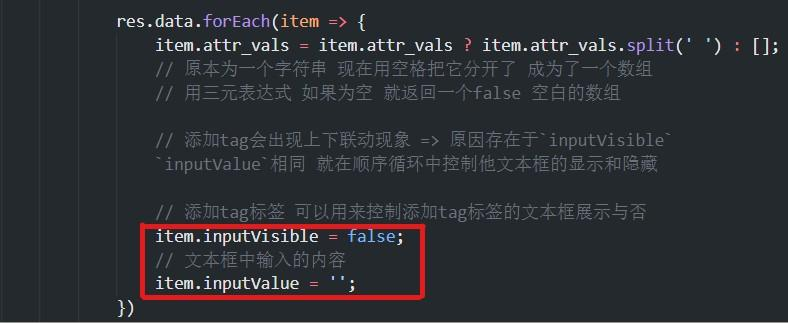 res.data.forEach(item => {
item.attr_vals = item.attr_vals ? item.attr_vals.split(' ') : [];
// 原本为一个字符串 现在用空格把它分开了 成为了一个数组
// 用三元表达式 如果为空 就返回一个false 空白的数组
// 添加tag会出现上下联动现象 => 原因存在于`inputVisible`
`inputValue`相同 就在顺序循环中控制他文本框的显示和隐藏
// 添加tag标签 可以用来控制添加tag标签的文本框展示与否
item.inputVisible = false;
// 文本框中输入的内容
item.inputValue = '';
})